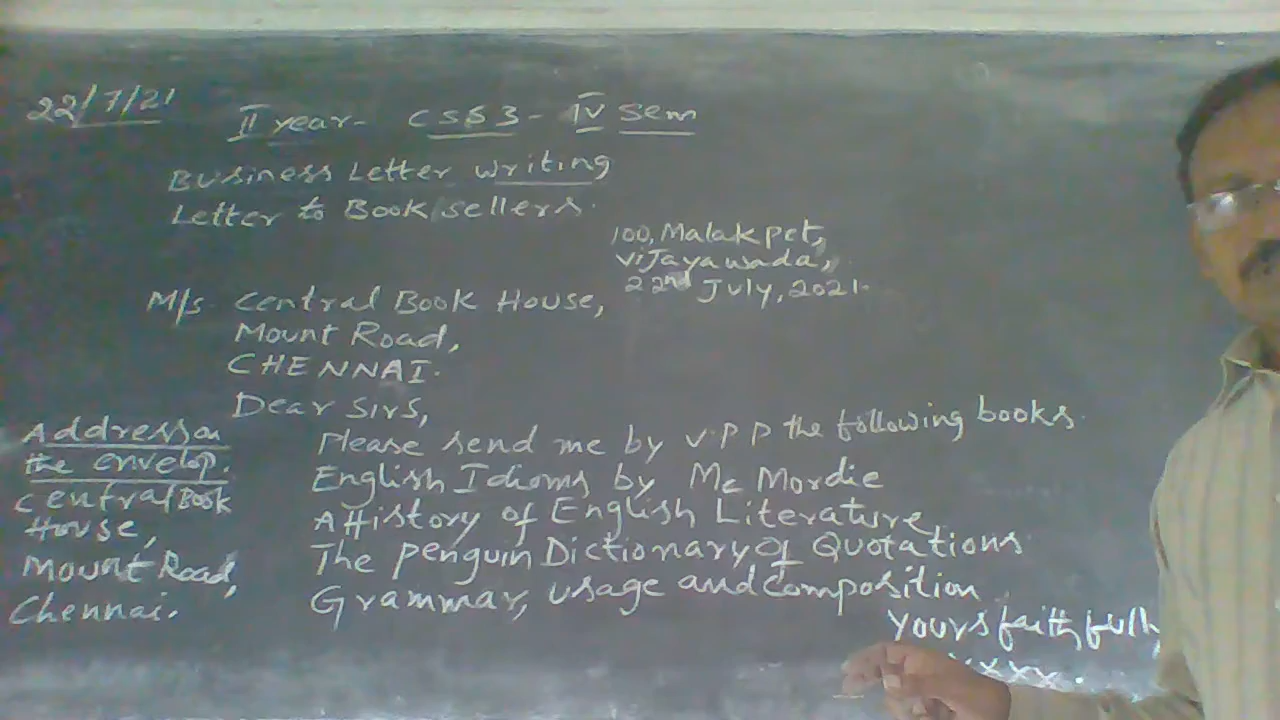 22/7/21
II year- CSS3- IV Sem
Business Letter writing
Letter to Book sellers.
100, Malakpet,
Vijayawada,
22nd July, 2021.
M/s. Central Book House,
Mount Road,
CHENNAI.
Dear Sirs,
Please send me by V.P.P the following books.
English Idioms by Mc Mordie
A History of English Literature,
The Penguin Dictionary of Quotations
Grammar, usage and composition
Yours faithfully
xxxx.
Address on
the envelop.
Central Book
House,
Mount Road,
Chennai.